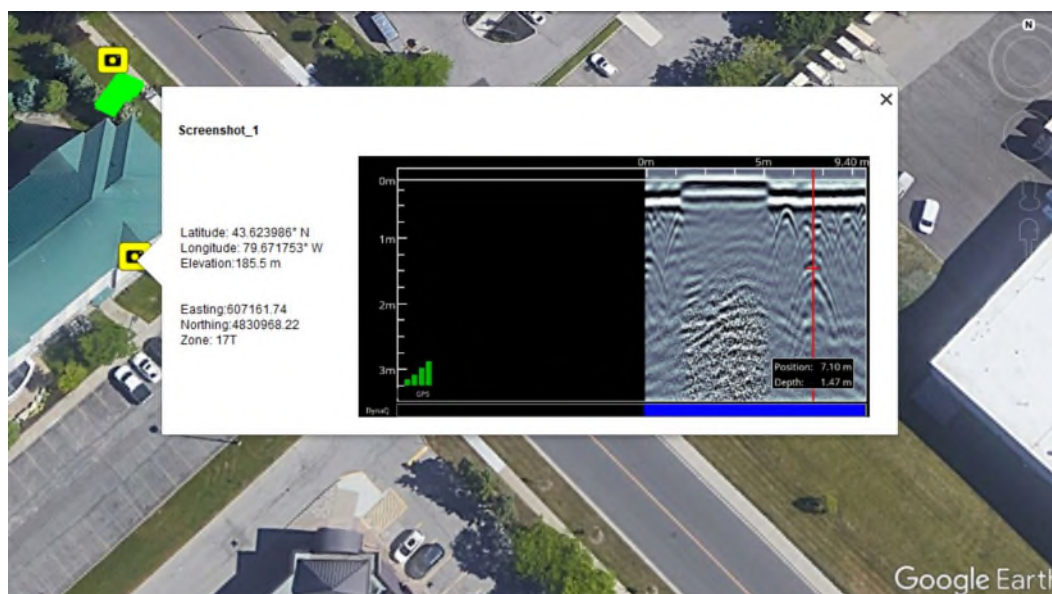 N
Screenshot_1
Latitude: 43.623986° N
Longitude: 79.671753° W
Elevation:185.5 m
Easting:607161.74
Northing:4830968.22
Zone: 17T
0m 5m 9.40 m
0m
1m
2m
3m
GPS
Position: 7.10 m
Depth: 1.47 m
DynaQ
Google Earth